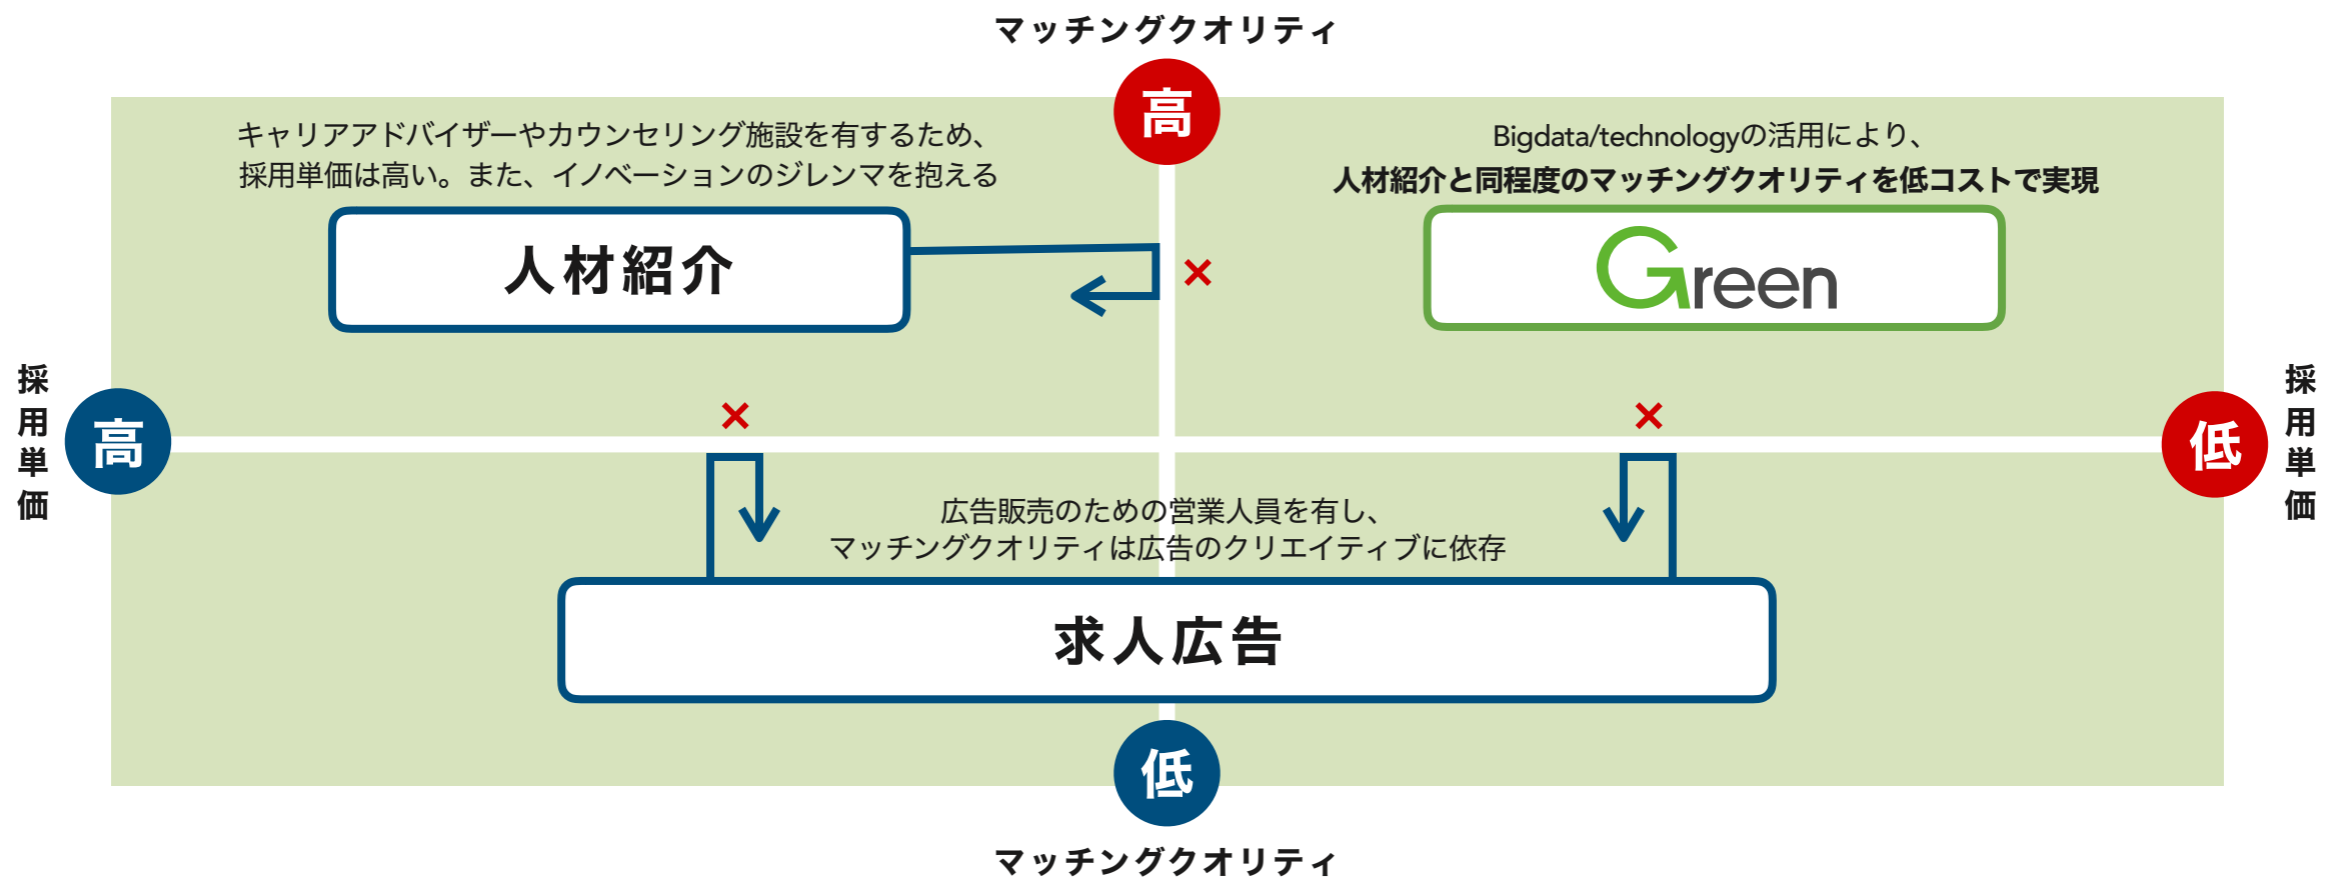 マッチングクオリティ
高
キャリアアドバイザーやカウンセリング施設を有するため、
採用単価は高い。また、イノベーションのジレンマを抱える
人材紹介
×
Bigdata/technologyの活用により、
人材紹介と同程度のマッチングクオリティを低コストで実現
Green
採用単価
高
×
×
低
採用単価
広告販売のための営業人員を有し、
マッチングクオリティは広告のクリエイティブに依存
求人広告
低
マッチングクオリティ